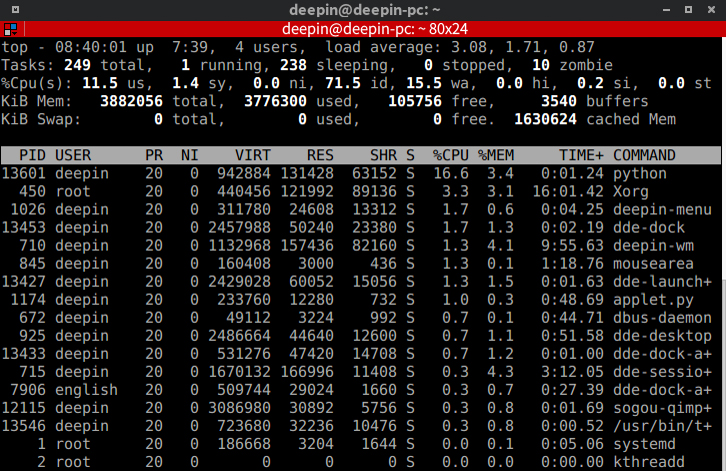 deepin@deepin-pc: ~
deepin@deepin-pc: ~ 80x24
top - 08:40:01 up  7:39,  4 users,  load average: 3.08, 1.71, 0.87
Tasks: 249 total,   1 running, 238 sleeping,   0 stopped,  10 zombie
%Cpu(s): 11.5 us,  1.4 sy,  0.0 ni, 71.5 id, 15.5 wa,  0.0 hi,  0.2 si,  0.0 st
KiB Mem:   3882056 total,  3776300 used,   105756 free,     3540 buffers
KiB Swap:        0 total,        0 used,        0 free.  1630624 cached Mem
  PID USER      PR  NI    VIRT    RES    SHR S  %CPU %MEM     TIME+ COMMAND
13601 deepin    20   0  942884 131428  63152 S  16.6  3.4   0:01.24 python
  450 root      20   0  440456 121992  89136 S   3.3  3.1  16:01.42 Xorg
 1026 deepin    20   0  311780  24608  13312 S   1.7  0.6   0:04.25 deepin-menu
13453 deepin    20   0 2457988  50240  23380 S   1.7  1.3   0:02.19 dde-dock
  710 deepin    20   0 1132968 157436  82160 S   1.3  4.1   9:55.63 deepin-wm
  845 deepin    20   0  160408   3000    436 S   1.3  0.1   1:18.76 mousearea
13427 deepin    20   0 2429028  60052  15056 S   1.3  1.5   0:01.63 dde-launch+
 1174 deepin    20   0  233760  12280    732 S   1.0  0.3   0:48.69 applet.py
  672 deepin    20   0   49112   3224    992 S   0.7  0.1   0:44.71 dbus-daemon
  925 deepin    20   0 2486664  44640  12600 S   0.7  1.1   0:51.58 dde-desktop
13433 deepin    20   0  531276  47420  14708 S   0.7  1.2   0:01.00 dde-dock-a+
  715 deepin    20   0 1670132 166996  11408 S   0.3  4.3   3:12.05 dde-sessio+
 7906 english   20   0  509744  29024   1660 S   0.3  0.7   0:27.39 dde-dock-a+
12115 deepin    20   0 3086980  30892   5756 S   0.3  0.8   0:01.69 sogou-qimp+
13546 deepin    20   0  723680  32236  10476 S   0.3  0.8   0:00.52 /usr/bin/t+
    1 root      20   0  186668   3204   1644 S   0.0  0.1   0:05.06 systemd
    2 root      20   0       0      0      0 S   0.0  0.0   0:00.00 kthreadd